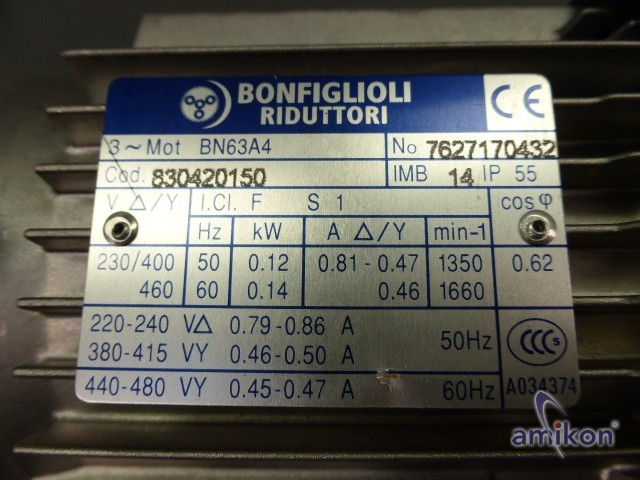 BONFIGLIOLI
RIDUTTORI
CE
3~Mot BN63A4 No 7627170432
Cod. 830420150 IMB 14 IP 55
V Δ/Y I.Cl. F S 1 cosφ
Hz kW A Δ/Y min-1
230/400 50 0.12 0.81-0.47 1350 0.62
460 60 0.14 0.46 1660
220-240 VΔ 0.79-0.86 A 50Hz
380-415 VY 0.46-0.50 A
440-480 VY 0.45-0.47 A 60Hz
CCC S
A034374
amikon